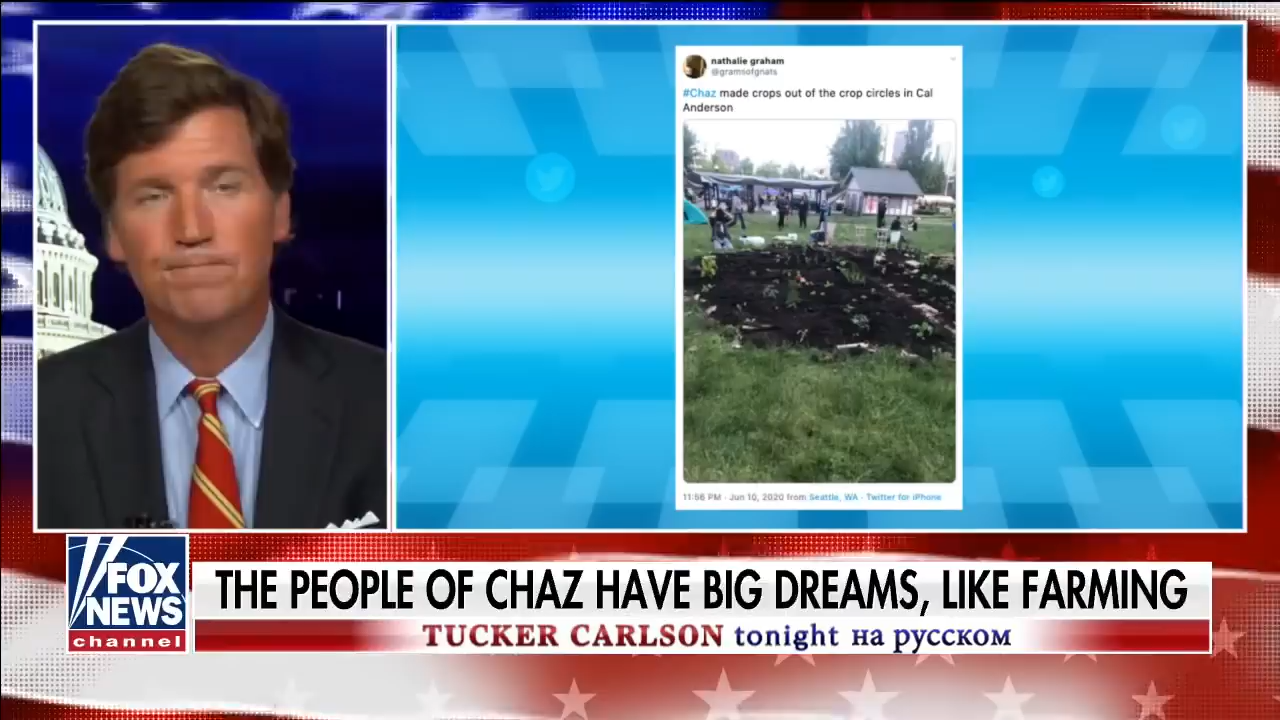 nathalie graham
@gramsofgnats
#Chaz made crops out of the crop circles in Cal
Anderson
11:56 PM · Jun 10, 2020 from Seattle, WA · Twitter for iPhone
FOX
NEWS
channel
THE PEOPLE OF CHAZ HAVE BIG DREAMS, LIKE FARMING
TUCKER CARLSON tonight на русском